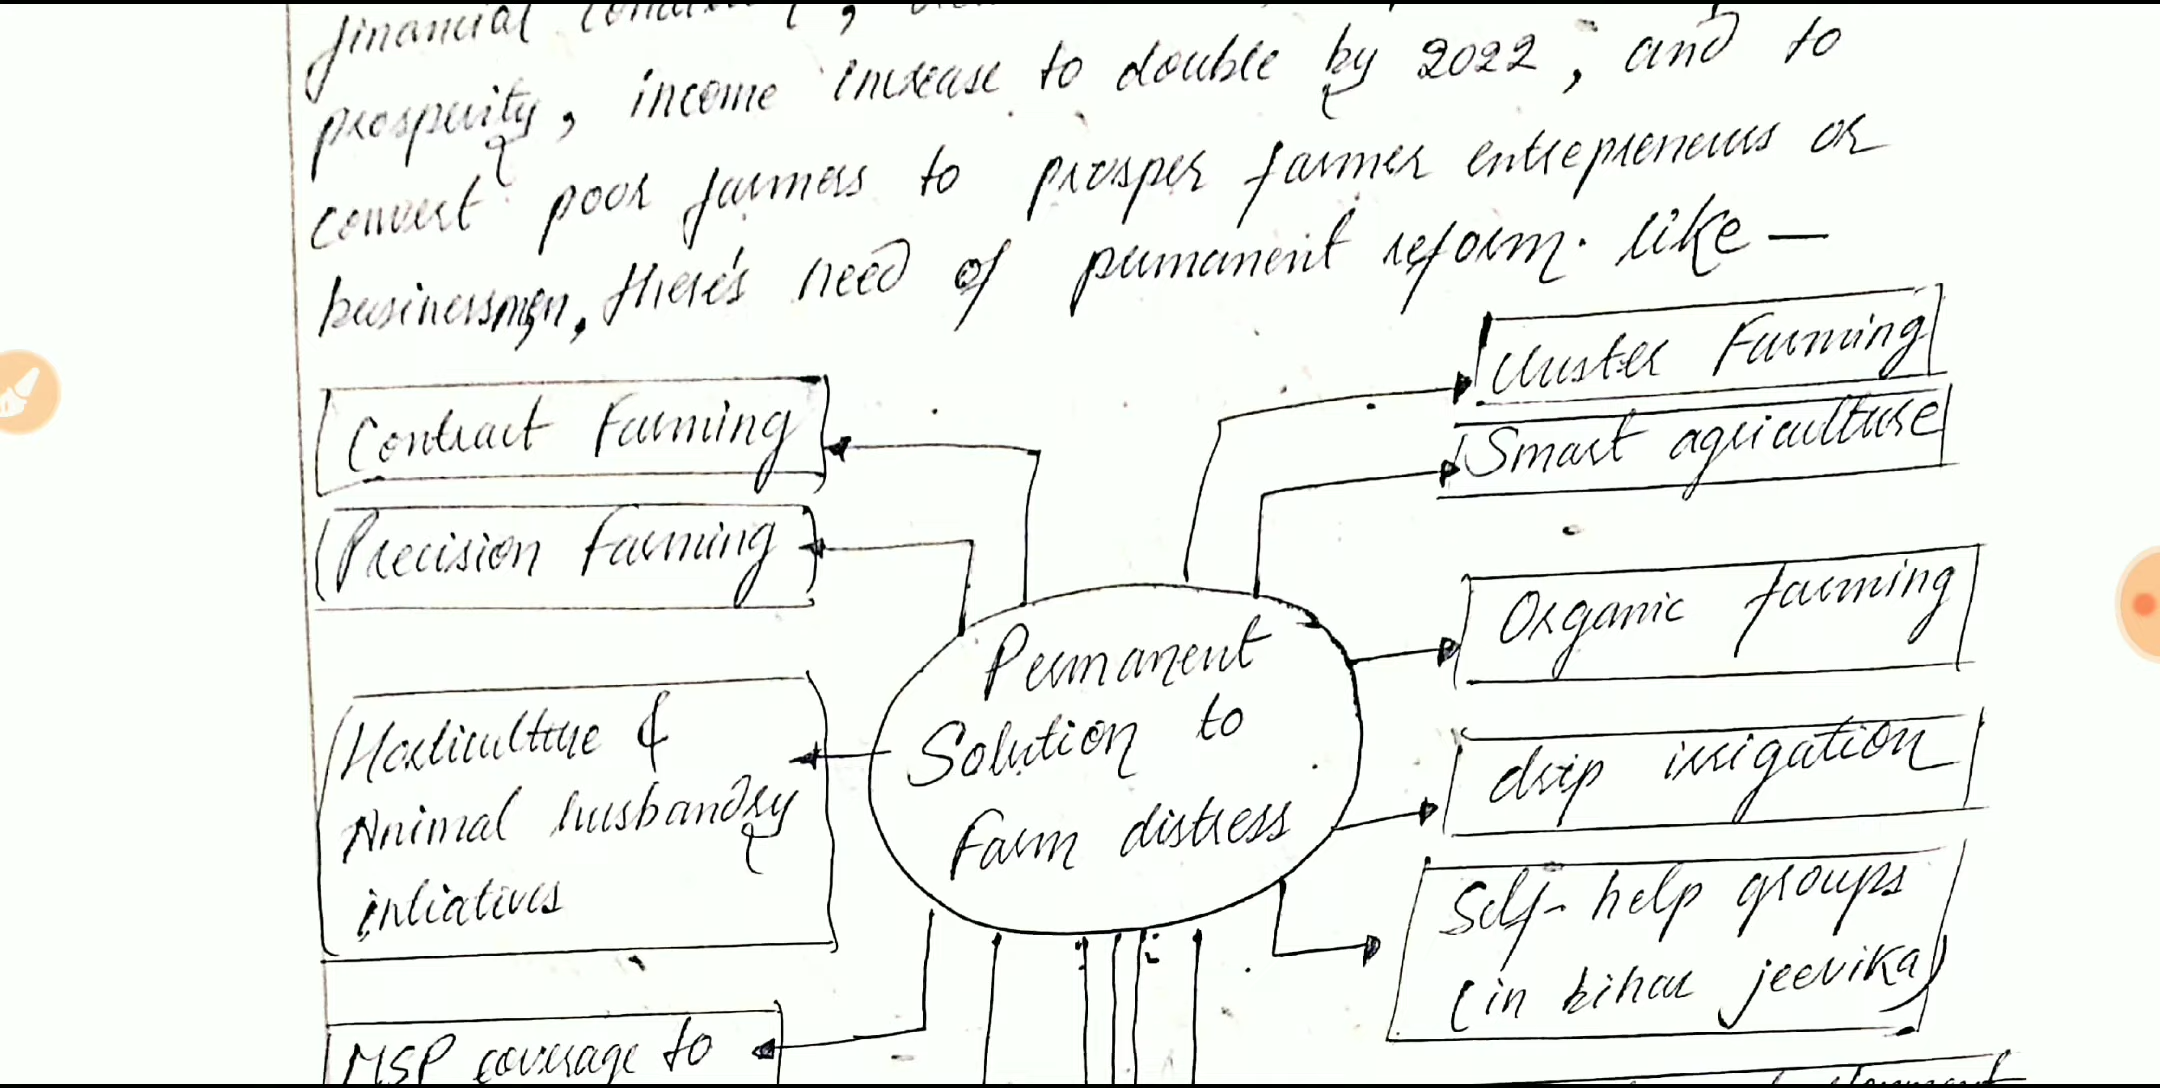 financial
prosperity, income increase to double by 2022, and to
convert poor farmers to prosper farmer entrepreneurs or
businessmen, there's need of permanent reform. like —
Cluster Farming
Contract Farming
Smart agriculture
Precision Farming
Organic farming
Permanent
Solution to
Farm distress
Horticulture &
Animal husbandry
intiatives
drip irrigation
Self-help groups
(in bihar jeevika)
MSP coverage to